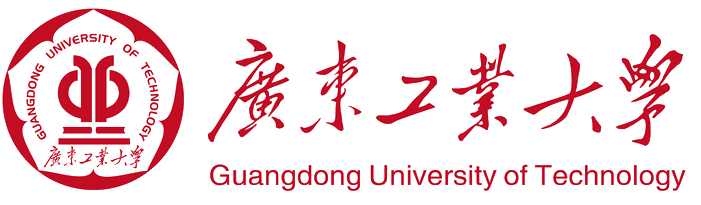 GUANGDONG UNIVERSITY OF TECHNOLOGY
廣東工業大學
廣東工業大學
Guangdong University of Technology